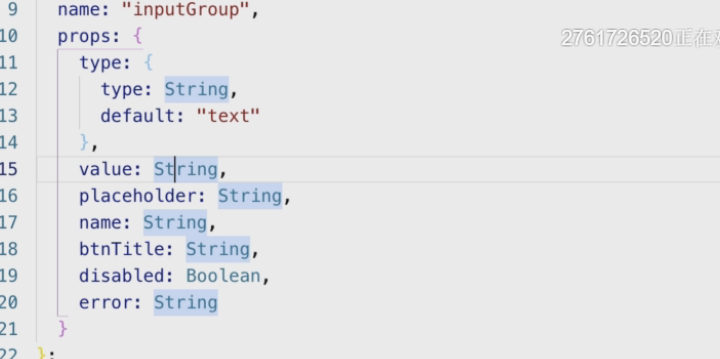 9 name: "inputGroup",
10 props: {
11 type: {
12 type: String,
13 default: "text"
14 },
15 value: String,
16 placeholder: String,
17 name: String,
18 btnTitle: String,
19 disabled: Boolean,
20 error: String
21 }
22 };
2761726520正在